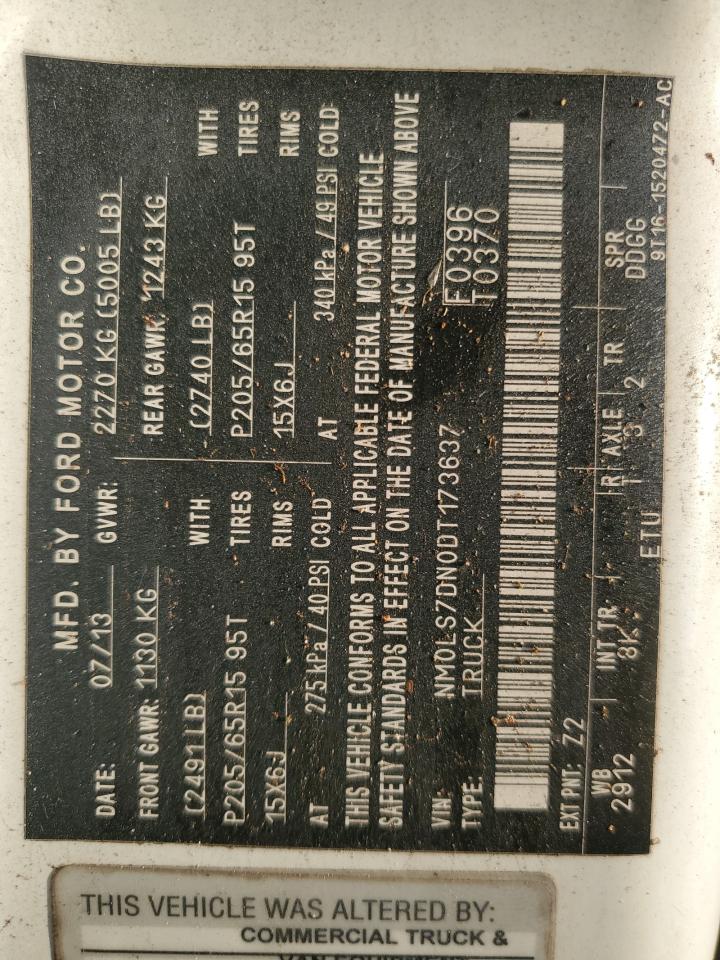 MFD. BY FORD MOTOR CO.
DATE: 07/13 GVWR: 2270 KG (5005 LB)
FRONT GAWR: 1130 KG REAR GAWR: 1243 KG
(2491LB) WITH (2740 LB) WITH
P205/65R15 95T TIRES P205/65R15 95T TIRES
15X6J RIMS 15X6J RIMS
AT 275 kPa / 40 PSI COLD AT 340 kPa / 49 PSI COLD
THIS VEHICLE CONFORMS TO ALL APPLICABLE FEDERAL MOTOR VEHICLE
SAFETY STANDARDS IN EFFECT ON THE DATE OF MANUFACTURE SHOWN ABOVE
VIN: NM0LS7DN0DT173637 F0396
TYPE: TRUCK T0370
EXT PNT: Z2
WB INT TR R AXLE TR SPR
2912 8K 1 3 2 DDGG
ETU 9T16-1520472-AC
THIS VEHICLE WAS ALTERED BY:
COMMERCIAL TRUCK &
VAN EQUIPMENT